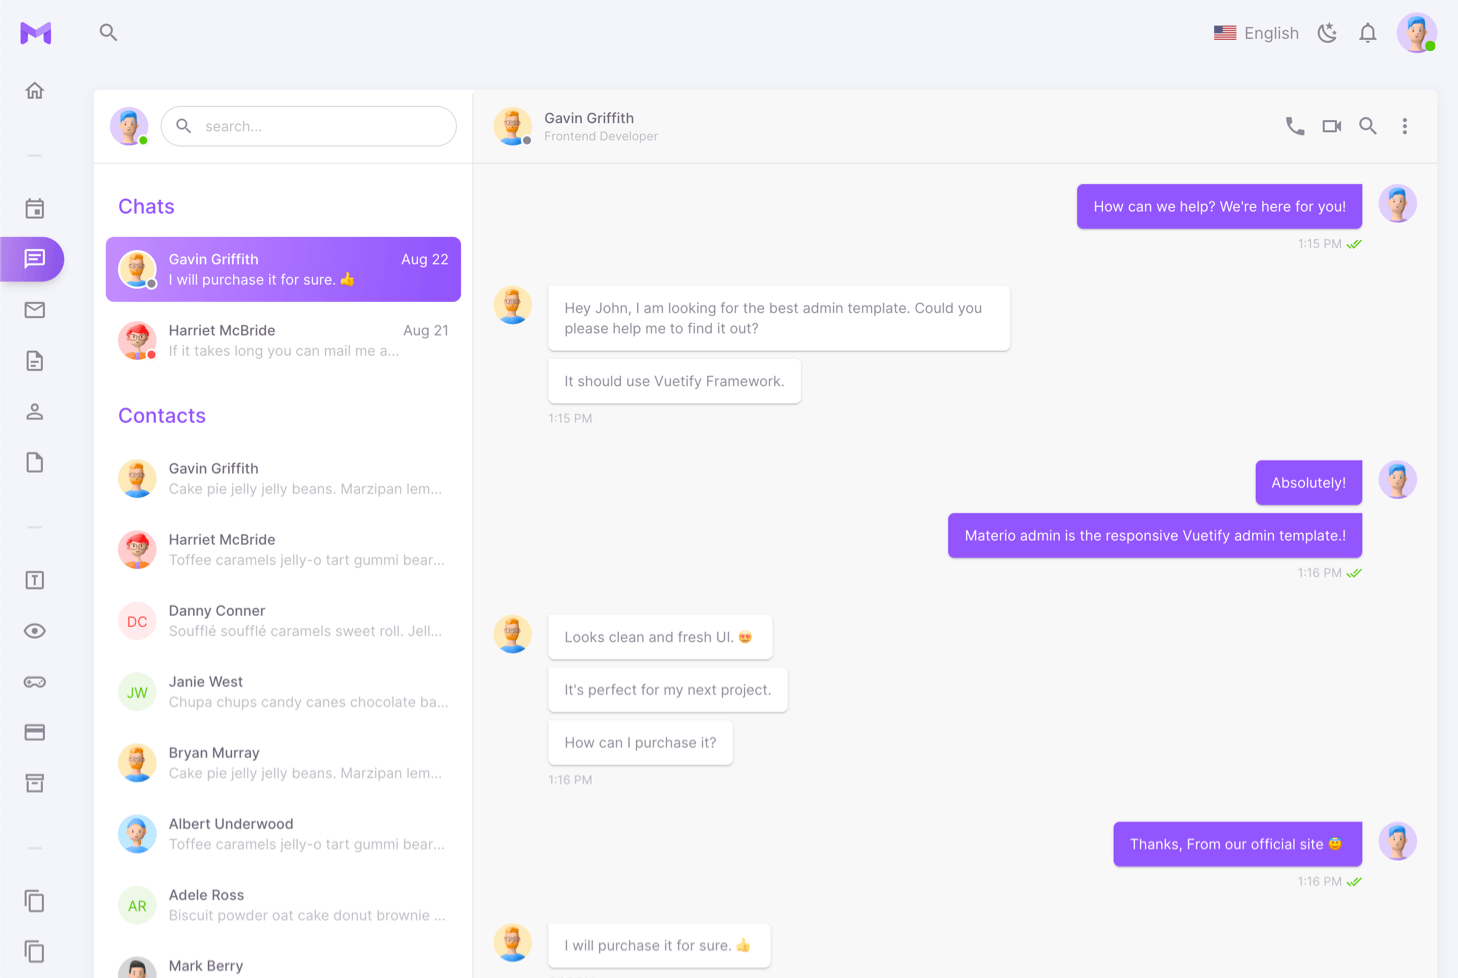 English
search...
Gavin Griffith
Frontend Developer
Chats
Gavin Griffith
Aug 22
I will purchase it for sure. 👍
Harriet McBride
Aug 21
If it takes long you can mail me a...
Contacts
Gavin Griffith
Cake pie jelly jelly beans. Marzipan lem...
Harriet McBride
Toffee caramels jelly-o tart gummi bear...
DC
Danny Conner
Soufflé soufflé caramels sweet roll. Jell...
JW
Janie West
Chupa chups candy canes chocolate ba...
Bryan Murray
Cake pie jelly jelly beans. Marzipan lem...
Albert Underwood
Toffee caramels jelly-o tart gummi bear...
AR
Adele Ross
Biscuit powder oat cake donut brownie ...
Mark Berry
How can we help? We're here for you!
1:15 PM
Hey John, I am looking for the best admin template. Could you
please help me to find it out?
It should use Vuetify Framework.
1:15 PM
Absolutely!
Materio admin is the responsive Vuetify admin template.!
1:16 PM
Looks clean and fresh UI. 😍
It's perfect for my next project.
How can I purchase it?
1:16 PM
Thanks, From our official site 😇
1:16 PM
I will purchase it for sure. 👍